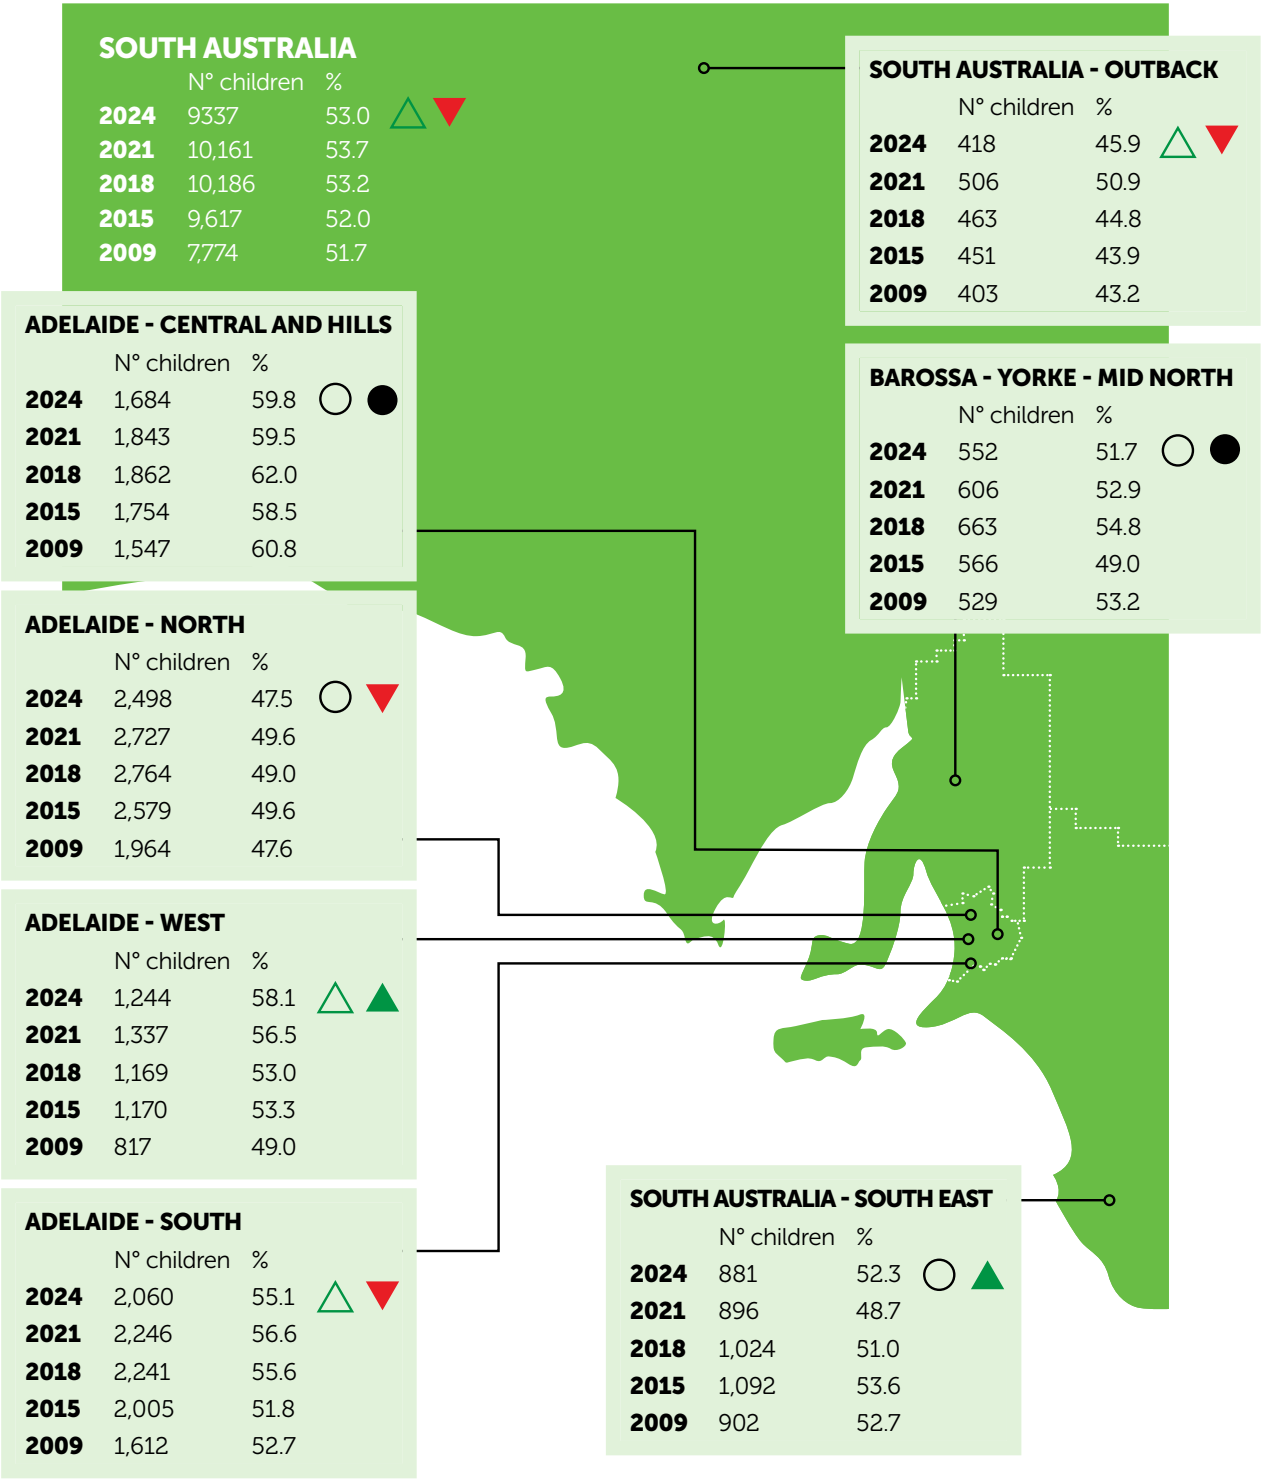 SOUTH AUSTRALIA
N° children %
2024 9337 53.0
2021 10,161 53.7
2018 10,186 53.2
2015 9,617 52.0
2009 7,774 51.7
SOUTH AUSTRALIA - OUTBACK
N° children %
2024 418 45.9
2021 506 50.9
2018 463 44.8
2015 451 43.9
2009 403 43.2
ADELAIDE - CENTRAL AND HILLS
N° children %
2024 1,684 59.8
2021 1,843 59.5
2018 1,862 62.0
2015 1,754 58.5
2009 1,547 60.8
BAROSSA - YORKE - MID NORTH
N° children %
2024 552 51.7
2021 606 52.9
2018 663 54.8
2015 566 49.0
2009 529 53.2
ADELAIDE - NORTH
N° children %
2024 2,498 47.5
2021 2,727 49.6
2018 2,764 49.0
2015 2,579 49.6
2009 1,964 47.6
ADELAIDE - WEST
N° children %
2024 1,244 58.1
2021 1,337 56.5
2018 1,169 53.0
2015 1,170 53.3
2009 817 49.0
ADELAIDE - SOUTH
N° children %
2024 2,060 55.1
2021 2,246 56.6
2018 2,241 55.6
2015 2,005 51.8
2009 1,612 52.7
SOUTH AUSTRALIA - SOUTH EAST
N° children %
2024 881 52.3
2021 896 48.7
2018 1,024 51.0
2015 1,092 53.6
2009 902 52.7